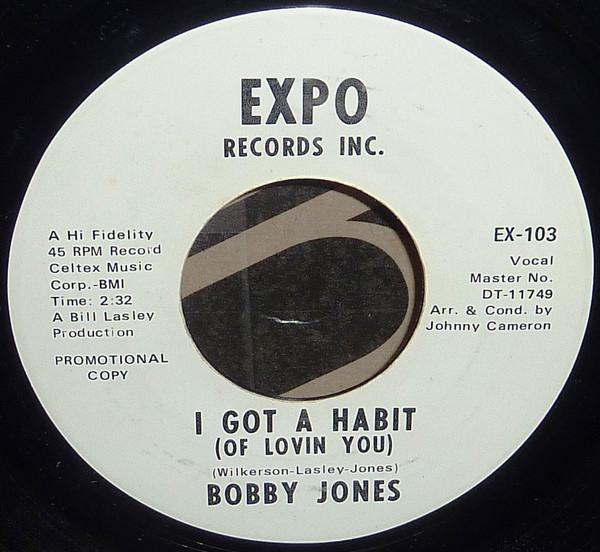 EXPO
RECORDS INC.
A Hi Fidelity
45 RPM Record
Celtex Music
Corp.-BMI
Time: 2:32
A Bill Lasley
Production
PROMOTIONAL
COPY
EX-103
Vocal
Master No.
DT-11749
Arr. & Cond. by
Johnny Cameron
I GOT A HABIT
(OF LOVIN YOU)
(Wilkerson-Lasley-Jones)
BOBBY JONES